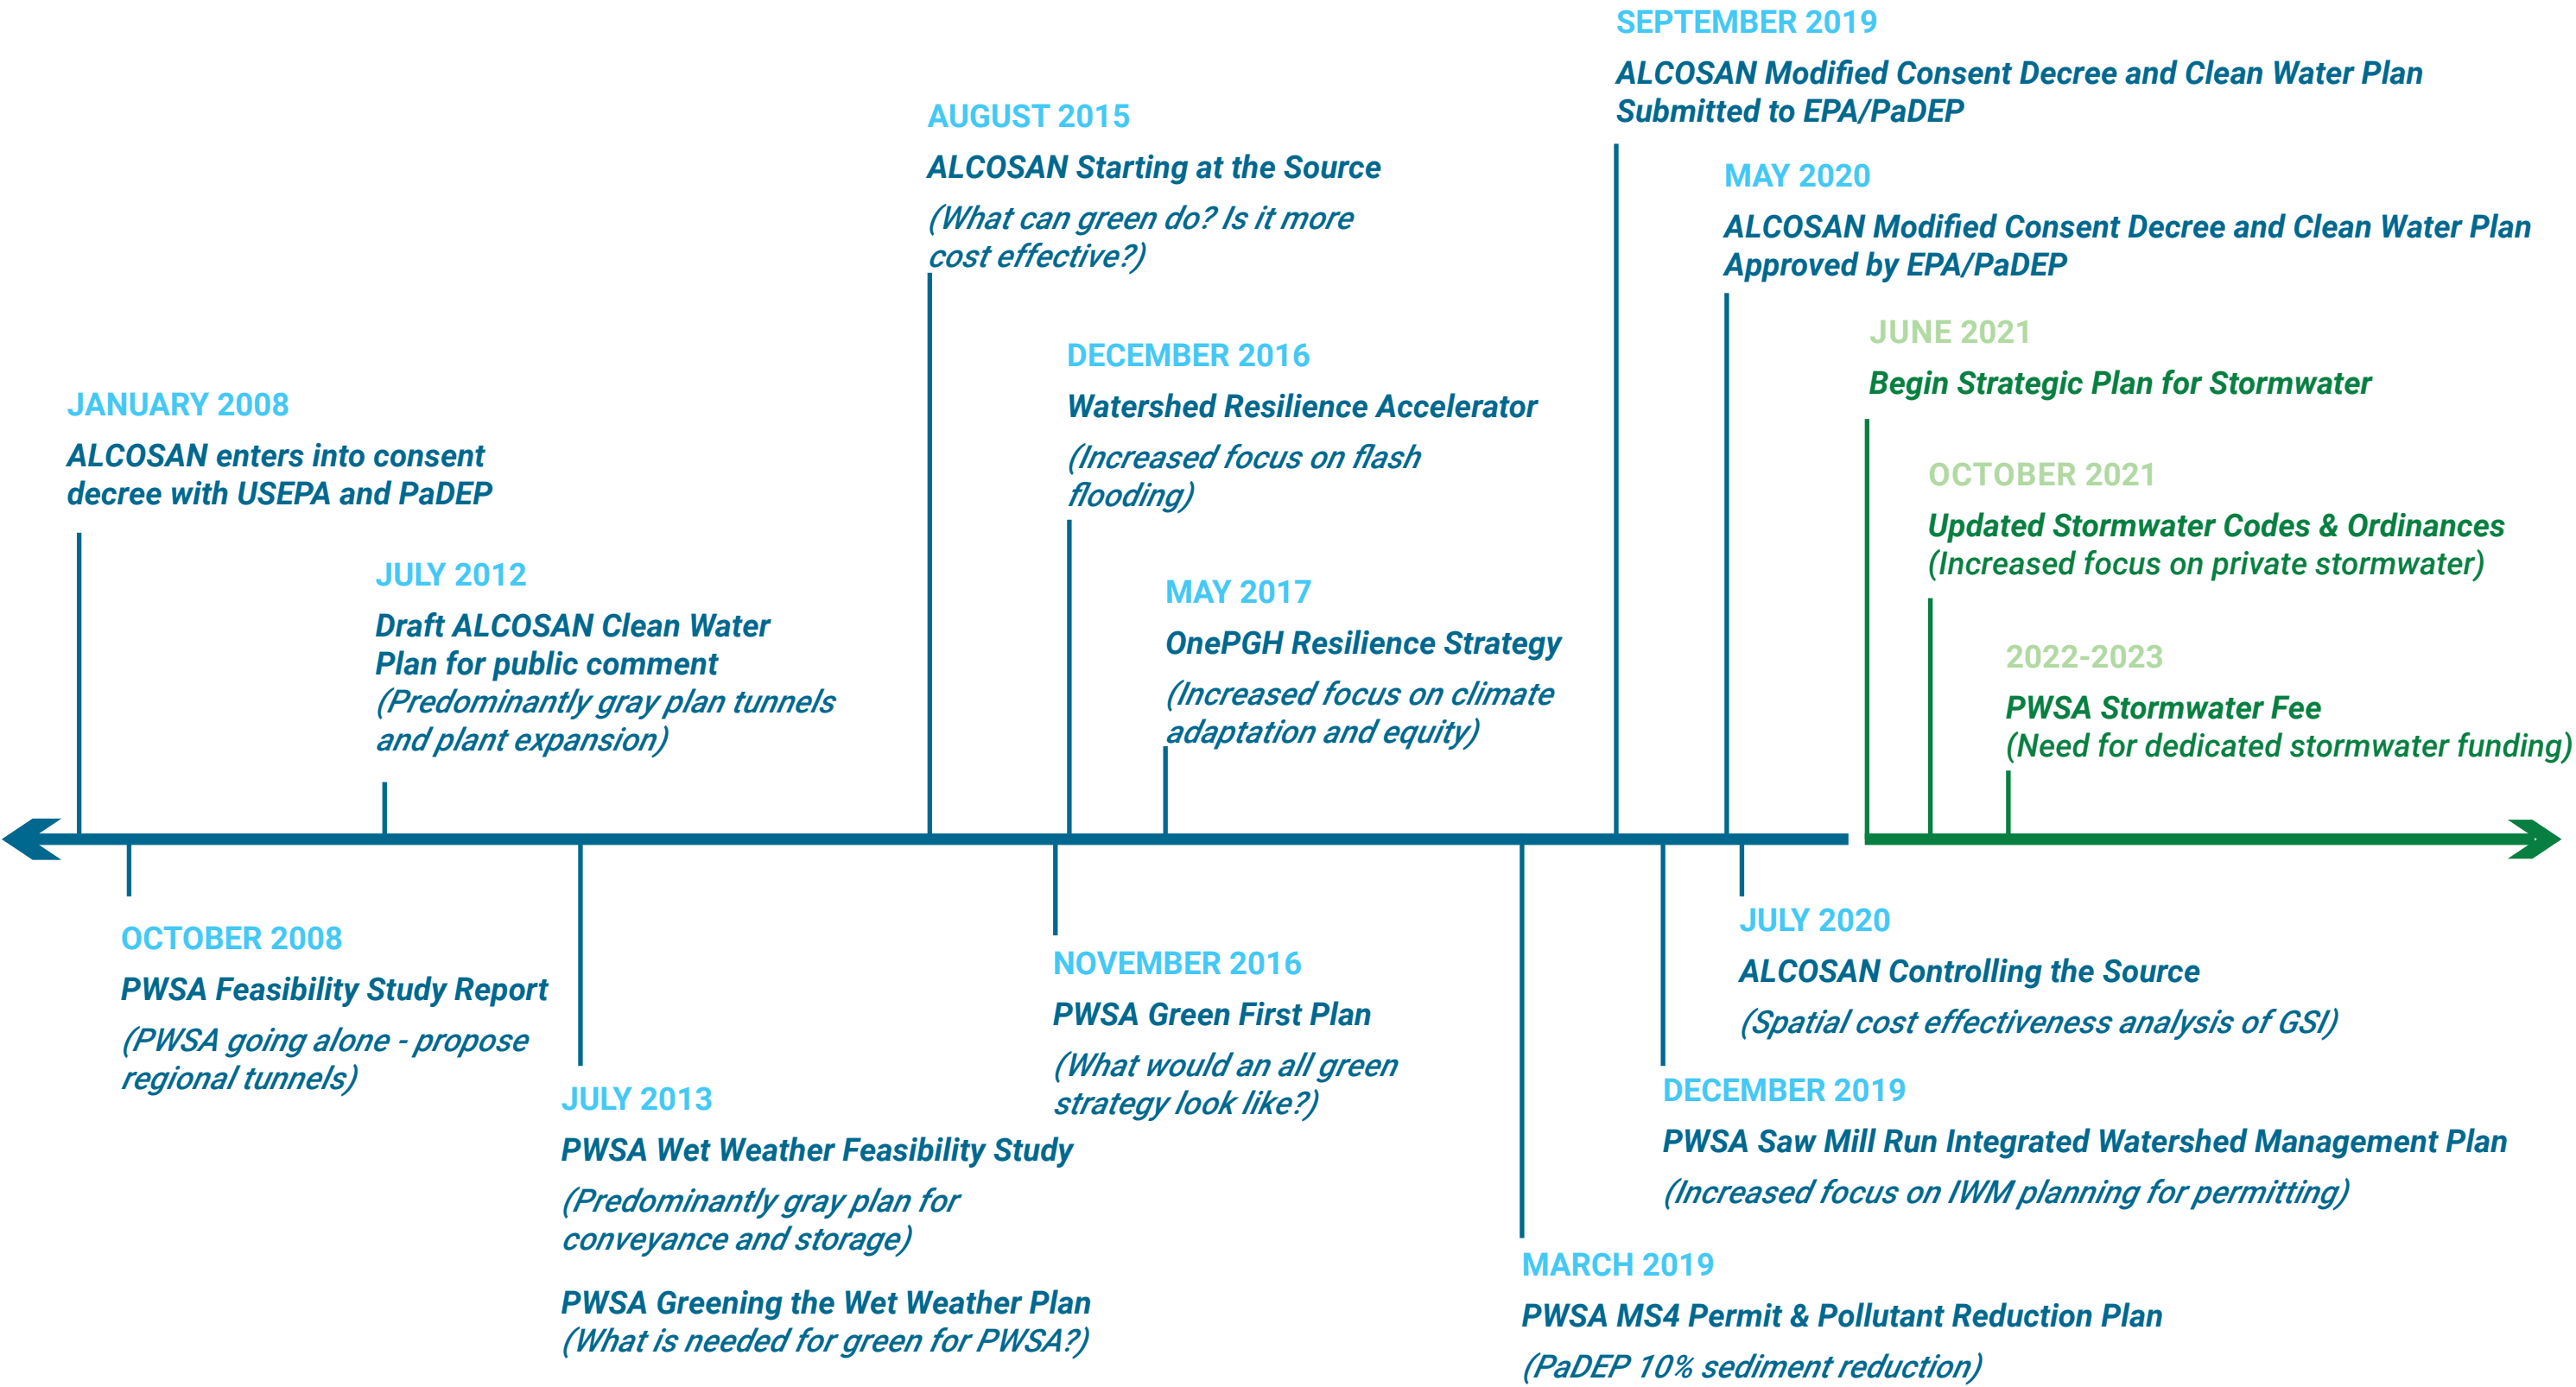 JANUARY 2008
ALCOSAN enters into consent
decree with USEPA and PaDEP
OCTOBER 2008
PWSA Feasibility Study Report
(PWSA going alone - propose
regional tunnels)
JULY 2012
Draft ALCOSAN Clean Water
Plan for public comment
(Predominantly gray plan tunnels
and plant expansion)
JULY 2013
PWSA Wet Weather Feasibility Study
(Predominantly gray plan for
conveyance and storage)
PWSA Greening the Wet Weather Plan
(What is needed for green for PWSA?)
AUGUST 2015
ALCOSAN Starting at the Source
(What can green do? Is it more
cost effective?)
NOVEMBER 2016
PWSA Green First Plan
(What would an all green
strategy look like?)
DECEMBER 2016
Watershed Resilience Accelerator
(Increased focus on flash
flooding)
MAY 2017
OnePGH Resilience Strategy
(Increased focus on climate
adaptation and equity)
MARCH 2019
PWSA MS4 Permit & Pollutant Reduction Plan
(PaDEP 10% sediment reduction)
SEPTEMBER 2019
ALCOSAN Modified Consent Decree and Clean Water Plan
Submitted to EPA/PaDEP
DECEMBER 2019
PWSA Saw Mill Run Integrated Watershed Management Plan
(Increased focus on IWM planning for permitting)
MAY 2020
ALCOSAN Modified Consent Decree and Clean Water Plan
Approved by EPA/PaDEP
JULY 2020
ALCOSAN Controlling the Source
(Spatial cost effectiveness analysis of GSI)
JUNE 2021
Begin Strategic Plan for Stormwater
OCTOBER 2021
Updated Stormwater Codes & Ordinances
(Increased focus on private stormwater)
2022-2023
PWSA Stormwater Fee
(Need for dedicated stormwater funding)